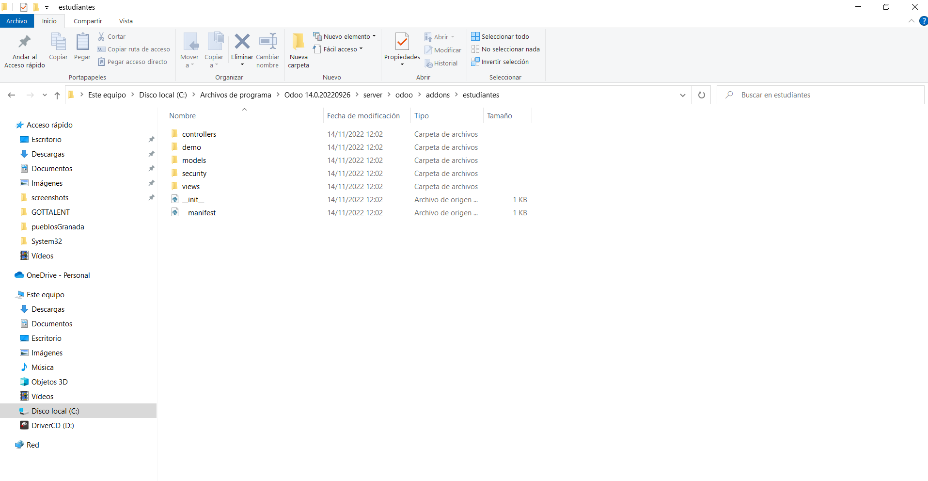 estudiantes
Archivo Inicio Compartir Vista
Anclar al Acceso rápido
Copiar
Pegar
Cortar
Copiar ruta de acceso
Pegar acceso directo
Portapapeles
Mover a
Copiar a
Eliminar
Cambiar nombre
Organizar
Nueva carpeta
Nuevo elemento
Fácil acceso
Nuevo
Propiedades
Abrir
Modificar
Historial
Abrir
Seleccionar todo
No seleccionar nada
Invertir selección
Seleccionar
Este equipo > Disco local (C:) > Archivos de programa > Odoo 14.0.20220926 > server > odoo > addons > estudiantes
Buscar en estudiantes
Nombre Fecha de modificación Tipo Tamaño
controllers 14/11/2022 12:02 Carpeta de archivos
demo 14/11/2022 12:02 Carpeta de archivos
models 14/11/2022 12:02 Carpeta de archivos
security 14/11/2022 12:02 Carpeta de archivos
views 14/11/2022 12:02 Carpeta de archivos
__init__ 14/11/2022 12:02 Archivo de origen ... 1 KB
__manifest__ 14/11/2022 12:02 Archivo de origen ... 1 KB
Acceso rápido
Escritorio
Descargas
Documentos
Imágenes
screenshots
GOTTALENT
pueblosGranada
System32
Vídeos
OneDrive - Personal
Este equipo
Descargas
Documentos
Escritorio
Imágenes
Música
Objetos 3D
Vídeos
Disco local (C:)
DriverCD (D:)
Red